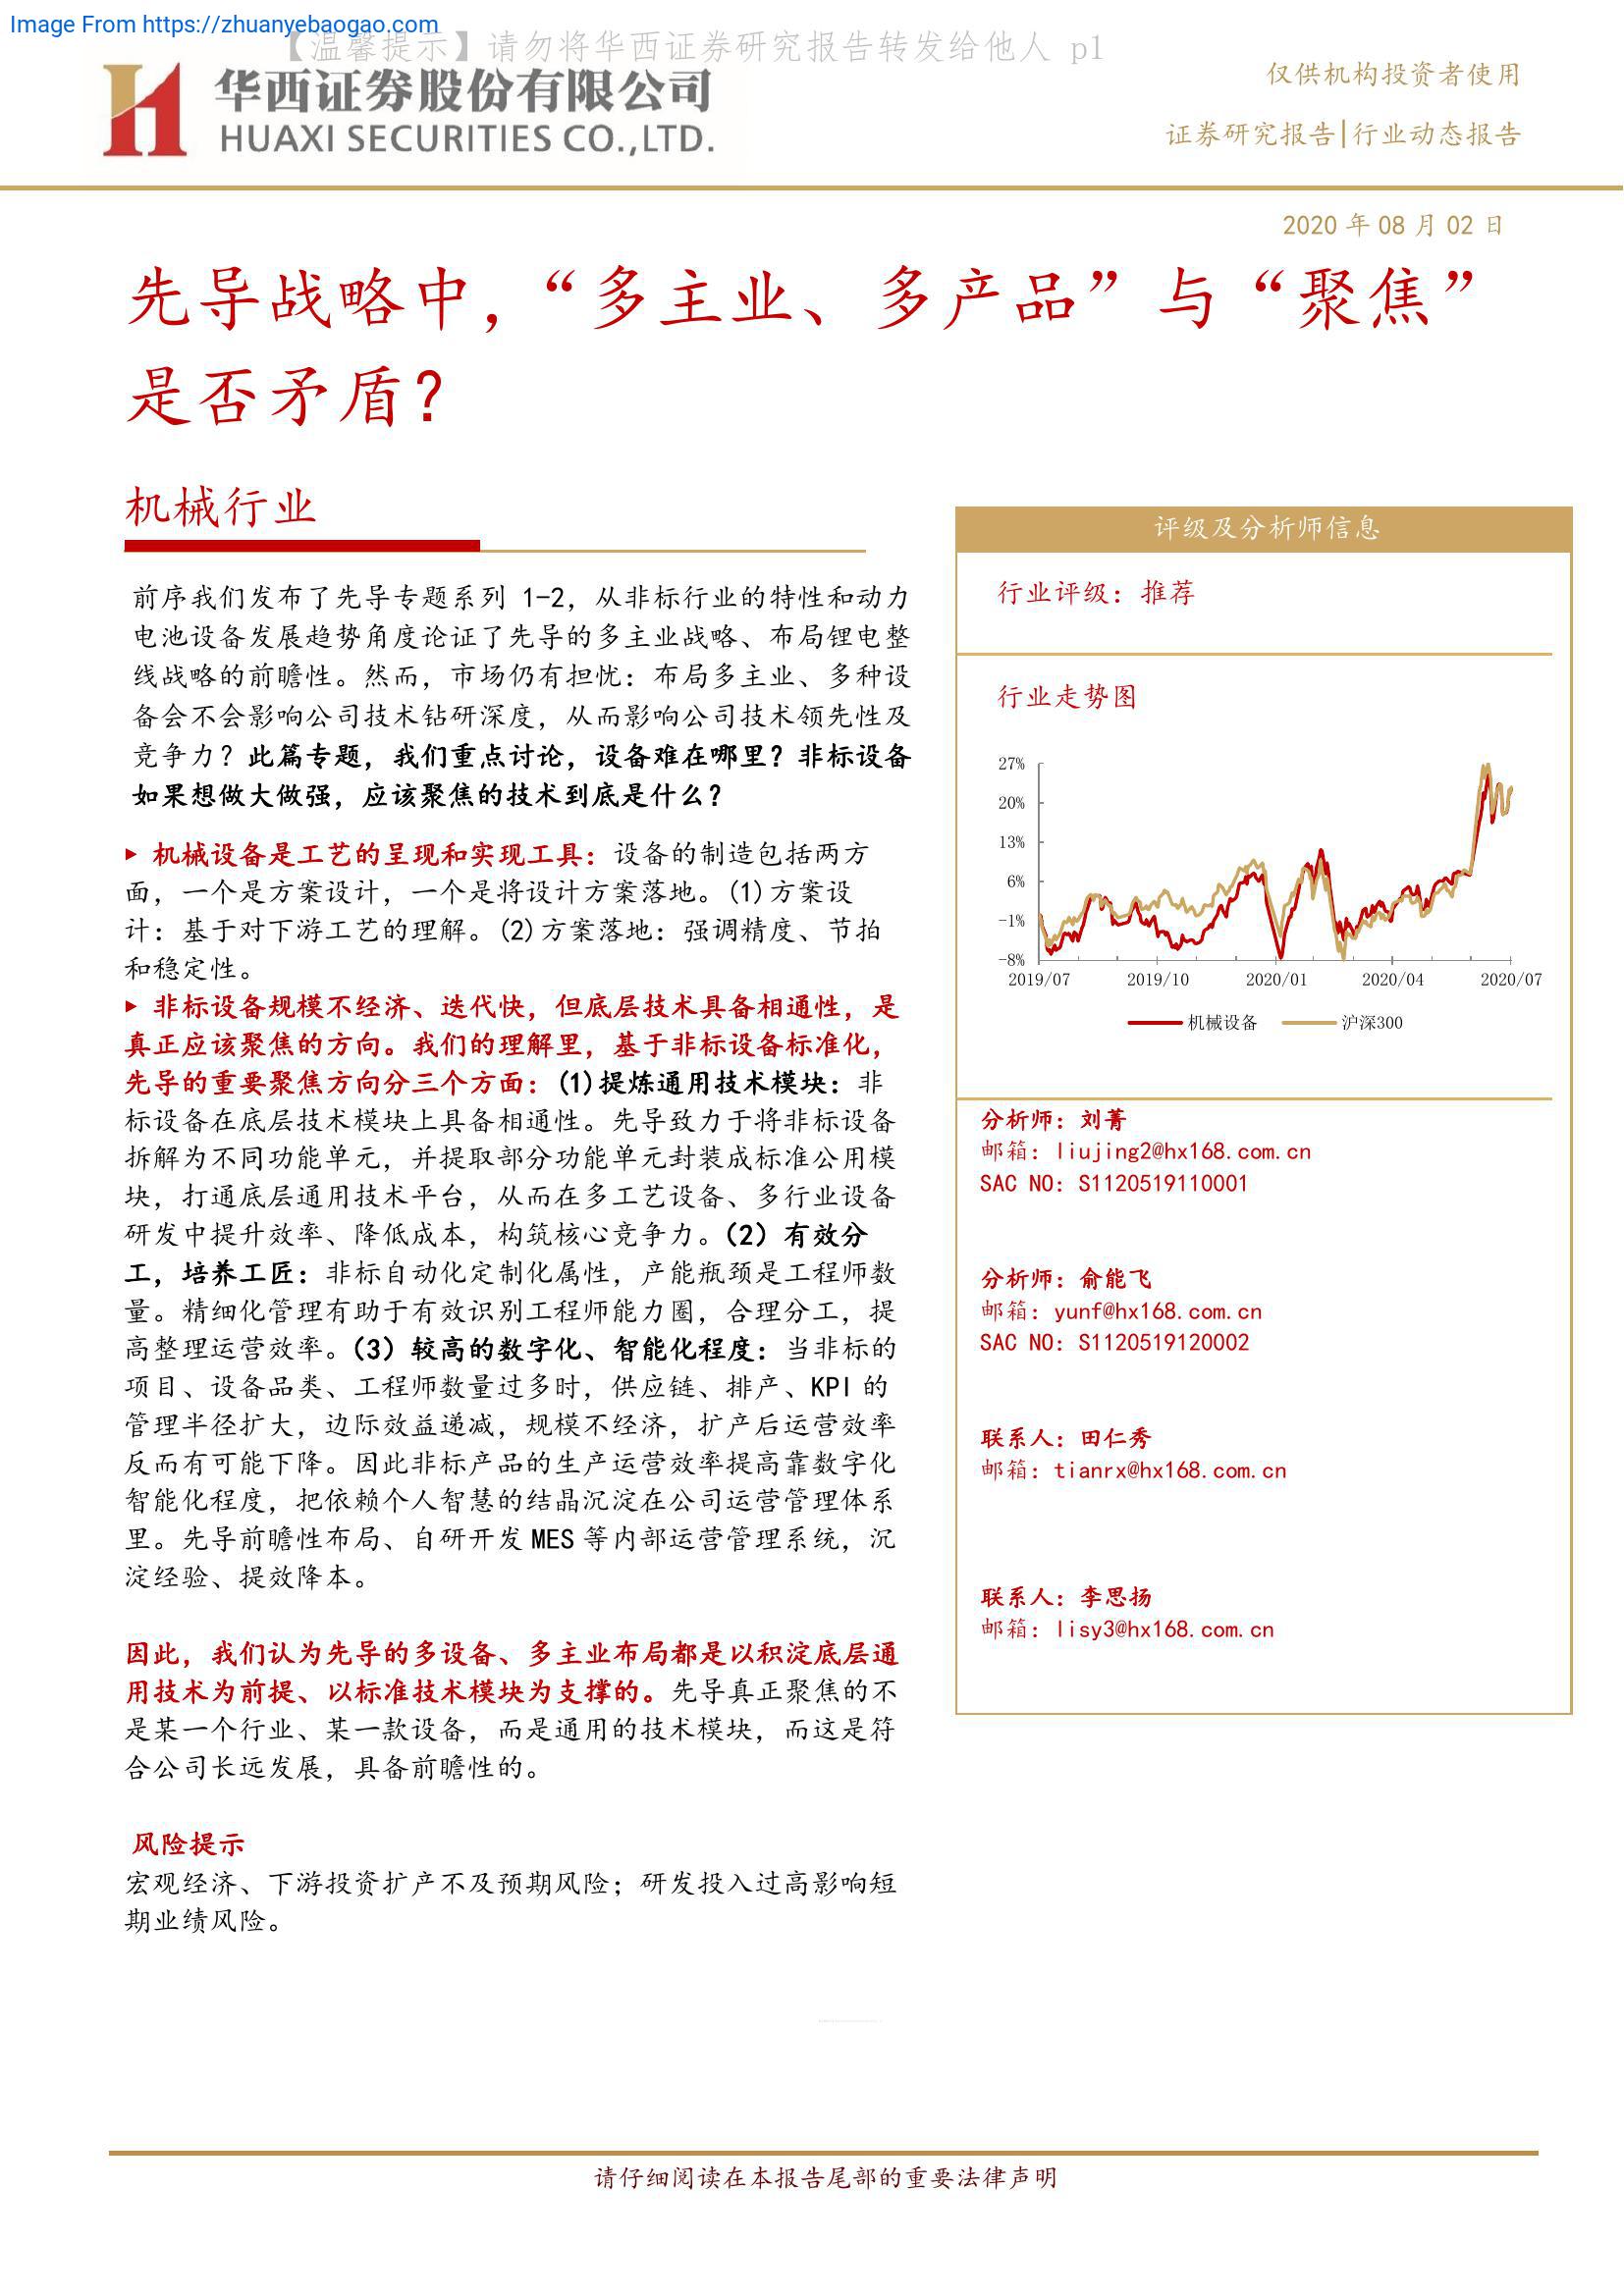 Image From https://zhuanyebaogao.com
【温馨提示】请勿将华西证券研究报告转发给他人 p1
华西证券股份有限公司
HUAXI SECURITIES CO.,LTD.
仅供机构投资者使用
证券研究报告|行业动态报告
2020 年 08 月 02 日
先导战略中，“多主业、多产品”与“聚焦”
是否矛盾？
机械行业
前序我们发布了先导专题系列 1-2，从非标行业的特性和动力
电池设备发展趋势角度论证了先导的多主业战略、布局锂电整
线战略的前瞻性。然而，市场仍有担忧：布局多主业、多种设
备会不会影响公司技术钻研深度，从而影响公司技术领先性及
竞争力？此篇专题，我们重点讨论，设备难在哪里？非标设备
如果想做大做强，应该聚焦的技术到底是什么？
▸ 机械设备是工艺的呈现和实现工具：设备的制造包括两方
面，一个是方案设计，一个是将设计方案落地。(1)方案设
计：基于对下游工艺的理解。(2)方案落地：强调精度、节拍
和稳定性。
▸ 非标设备规模不经济、迭代快，但底层技术具备相通性，是
真正应该聚焦的方向。我们的理解里，基于非标设备标准化，
先导的重要聚焦方向分三个方面：(1)提炼通用技术模块：非
标设备在底层技术模块上具备相通性。先导致力于将非标设备
拆解为不同功能单元，并提取部分功能单元封装成标准公用模
块，打通底层通用技术平台，从而在多工艺设备、多行业设备
研发中提升效率、降低成本，构筑核心竞争力。（2）有效分
工，培养工匠：非标自动化定制化属性，产能瓶颈是工程师数
量。精细化管理有助于有效识别工程师能力圈，合理分工，提
高整理运营效率。（3）较高的数字化、智能化程度：当非标的
项目、设备品类、工程师数量过多时，供应链、排产、KPI 的
管理半径扩大，边际效益递减，规模不经济，扩产后运营效率
反而有可能下降。因此非标产品的生产运营效率提高靠数字化
智能化程度，把依赖个人智慧的结晶沉淀在公司运营管理体系
里。先导前瞻性布局、自研开发 MES 等内部运营管理系统，沉
淀经验、提效降本。
因此，我们认为先导的多设备、多主业布局都是以积淀底层通
用技术为前提、以标准技术模块为支撑的。先导真正聚焦的不
是某一个行业、某一款设备，而是通用的技术模块，而这是符
合公司长远发展，具备前瞻性的。
风险提示
宏观经济、下游投资扩产不及预期风险；研发投入过高影响短
期业绩风险。
评级及分析师信息
行业评级：推荐
行业走势图
27%
20%
13%
6%
-1%
-8%
2019/07 2019/10 2020/01 2020/04 2020/07
机械设备 沪深300
分析师：刘菁
邮箱：liujing2@hx168.com.cn
SAC NO：S1120519110001
分析师：俞能飞
邮箱：yunf@hx168.com.cn
SAC NO：S1120519120002
联系人：田仁秀
邮箱：tianrx@hx168.com.cn
联系人：李思扬
邮箱：lisy3@hx168.com.cn
请仔细阅读在本报告尾部的重要法律声明